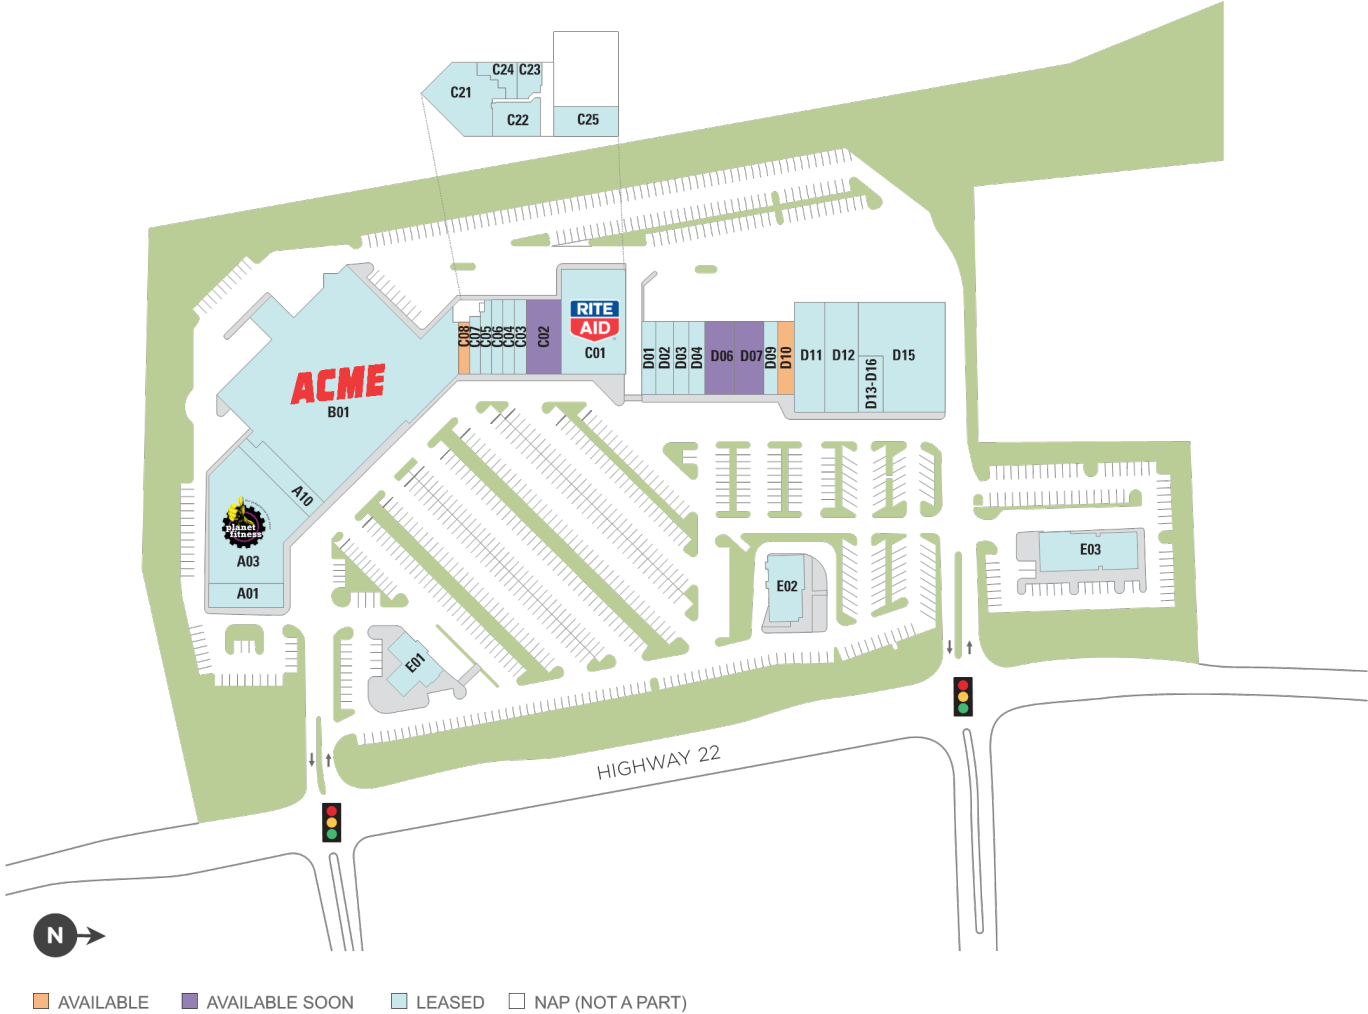 C24 C23
C21
C22
C25
RITE
AID
C01
C08
C07
C05
C06
C04
C03
C02
D01
D02
D03
D04
D06
D07
D09
D10
D11
D12
D13-D16
D15
ACME
B01
A10
planet
fitness
A03
A01
E03
E02
E01
HIGHWAY 22
N
AVAILABLE
AVAILABLE SOON
LEASED
NAP (NOT A PART)